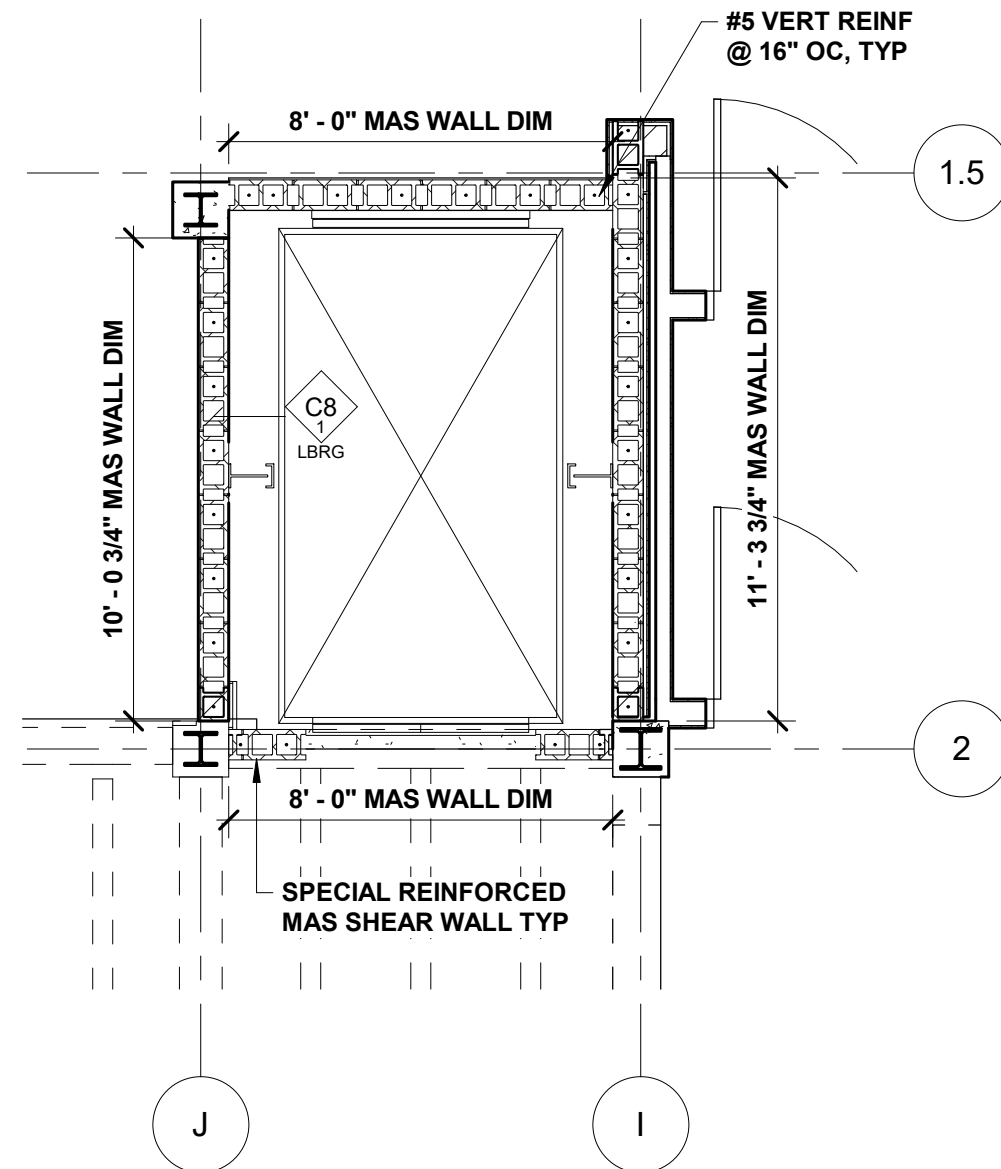 #5 VERT REINF
@ 16" OC, TYP
8' - 0" MAS WALL DIM
1.5
10' - 0 3/4" MAS WALL DIM
C8
1
LBRG
11' - 3 3/4" MAS WALL DIM
2
8' - 0" MAS WALL DIM
SPECIAL REINFORCED
MAS SHEAR WALL TYP
J
I